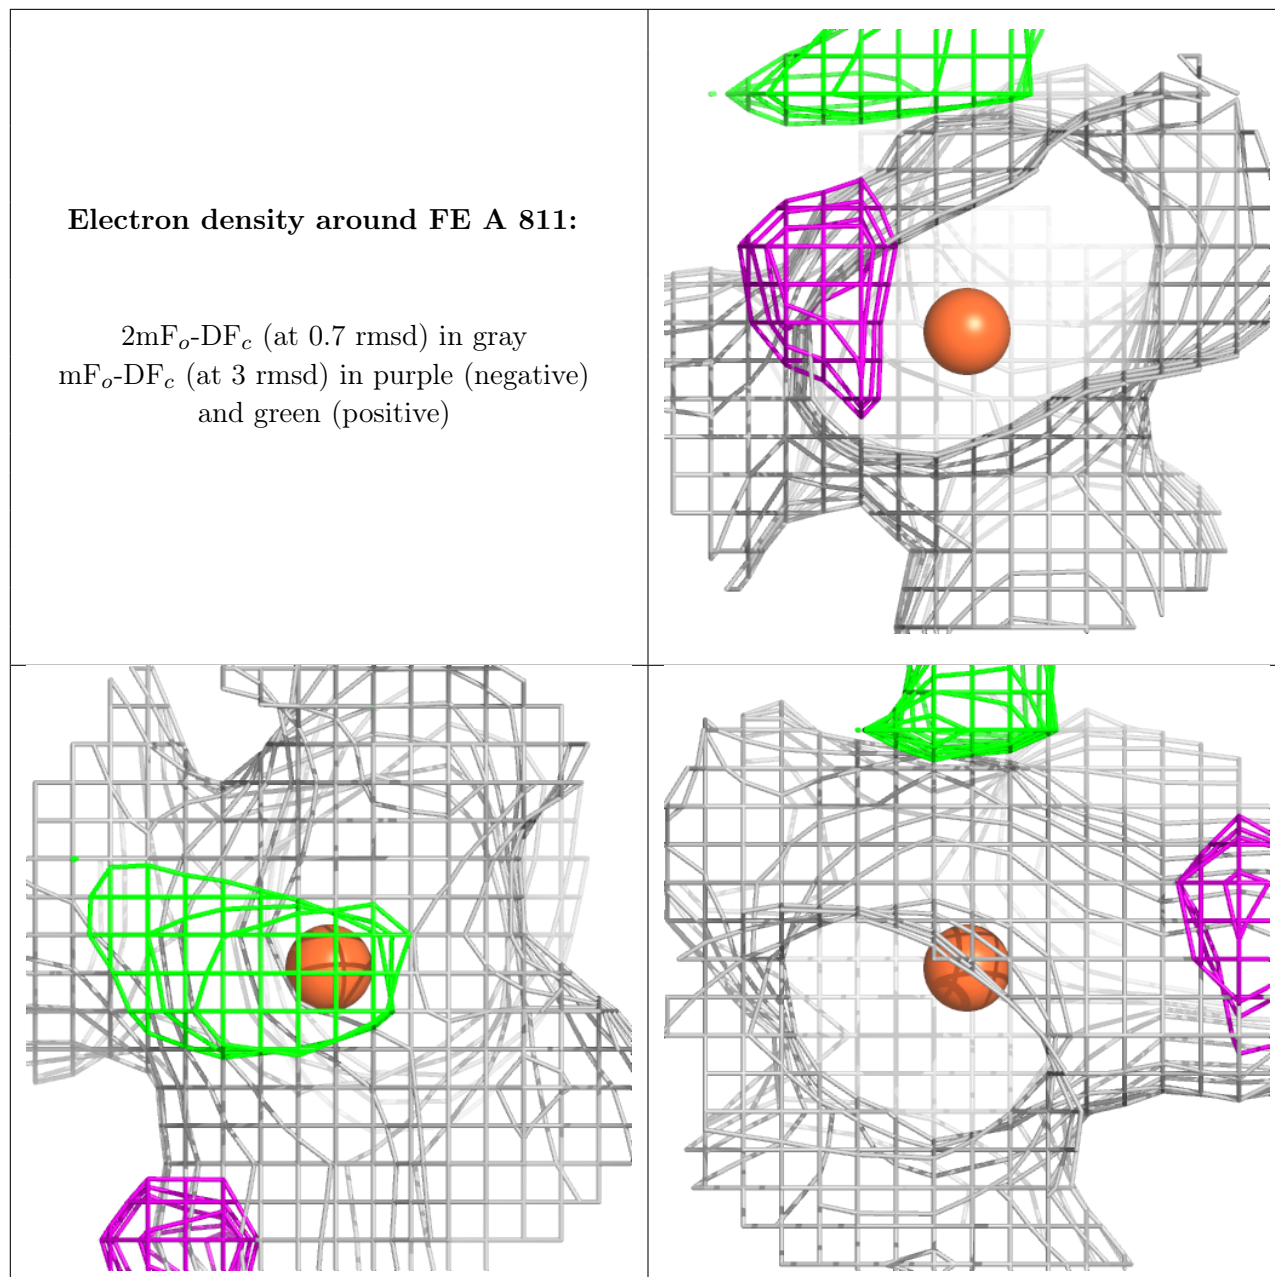 Electron density around FE A 811:
2mFo-DFc (at 0.7 rmsd) in gray
mFo-DFc (at 3 rmsd) in purple (negative)
and green (positive)